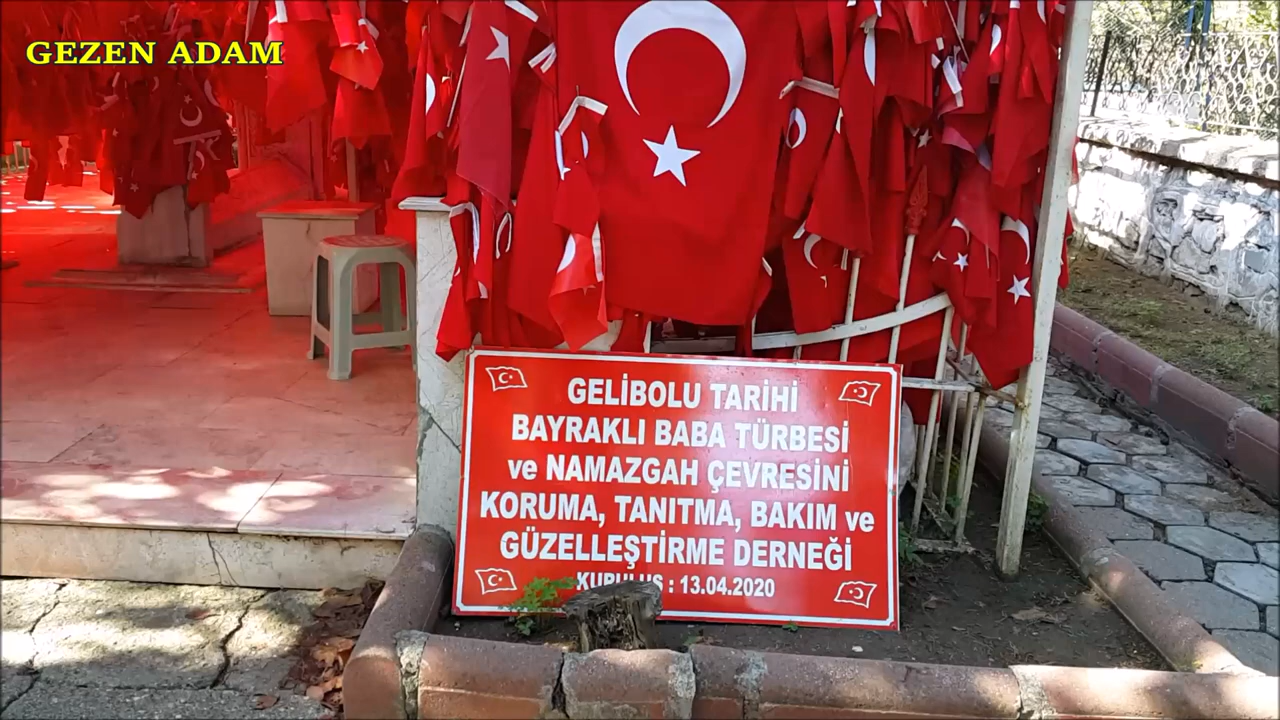 GEZEN ADAM
GELİBOLU TARİHİ
BAYRAKLI BABA TÜRBESİ
ve NAMAZGAH ÇEVRESİNİ
KORUMA, TANITMA, BAKIM ve
GÜZELLEŞTİRME DERNEĞİ
KURULUŞ : 13.04.2020